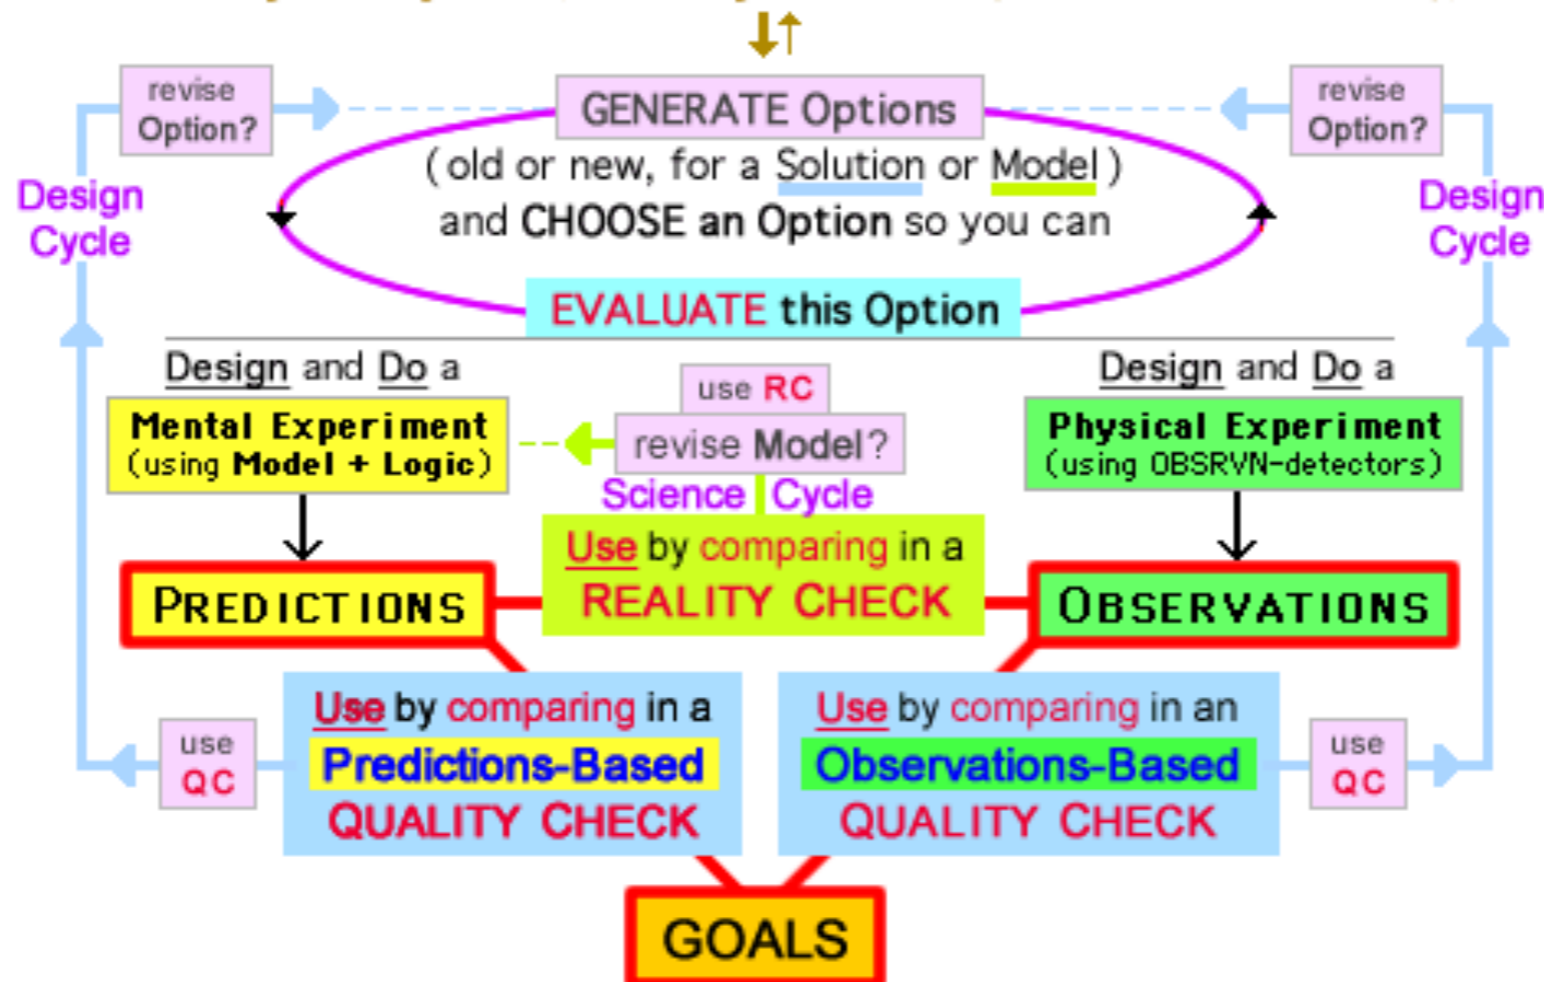 revise
Option?
GENERATE Options
revise
Option?
(old or new, for a Solution or Model)
and CHOOSE an Option so you can
Design
Cycle
Design
Cycle
EVALUATE this Option
Design and Do a
Mental Experiment
(using Model + Logic)
use RC
revise Model?
Science Cycle
Design and Do a
Physical Experiment
(using OBSRVN-detectors)
Use by comparing in a
REALITY CHECK
PREDICTIONS
OBSERVATIONS
use
QC
Use by comparing in a
Predictions-Based
QUALITY CHECK
Use by comparing in an
Observations-Based
QUALITY CHECK
use
QC
GOALS